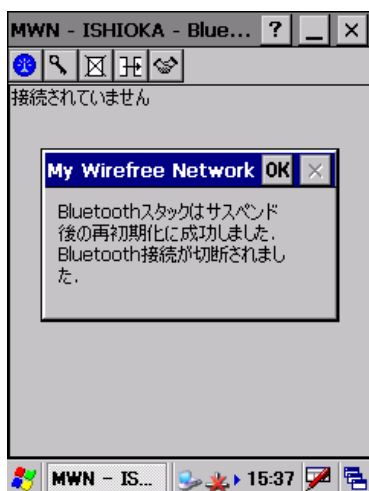 MWN - ISHIOKA - Blue... ? _ ×
接続されていません
My Wirefree Network OK ×
Bluetoothスタックはサスペンド
後の再初期化に成功しました.
Bluetooth接続が切断されまし
た.
MWN - IS... 15:37